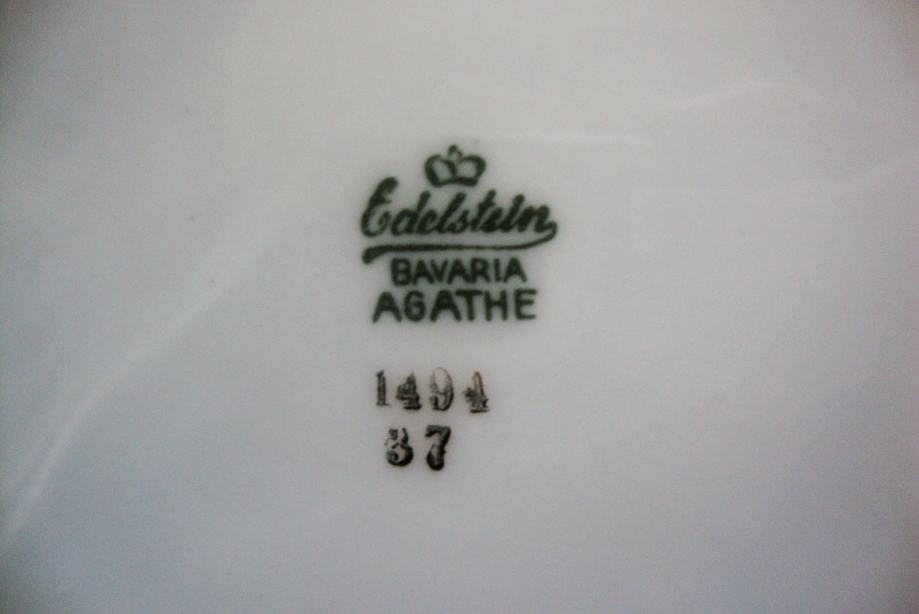 Edelstein
BAVARIA
AGATHE
1494
37